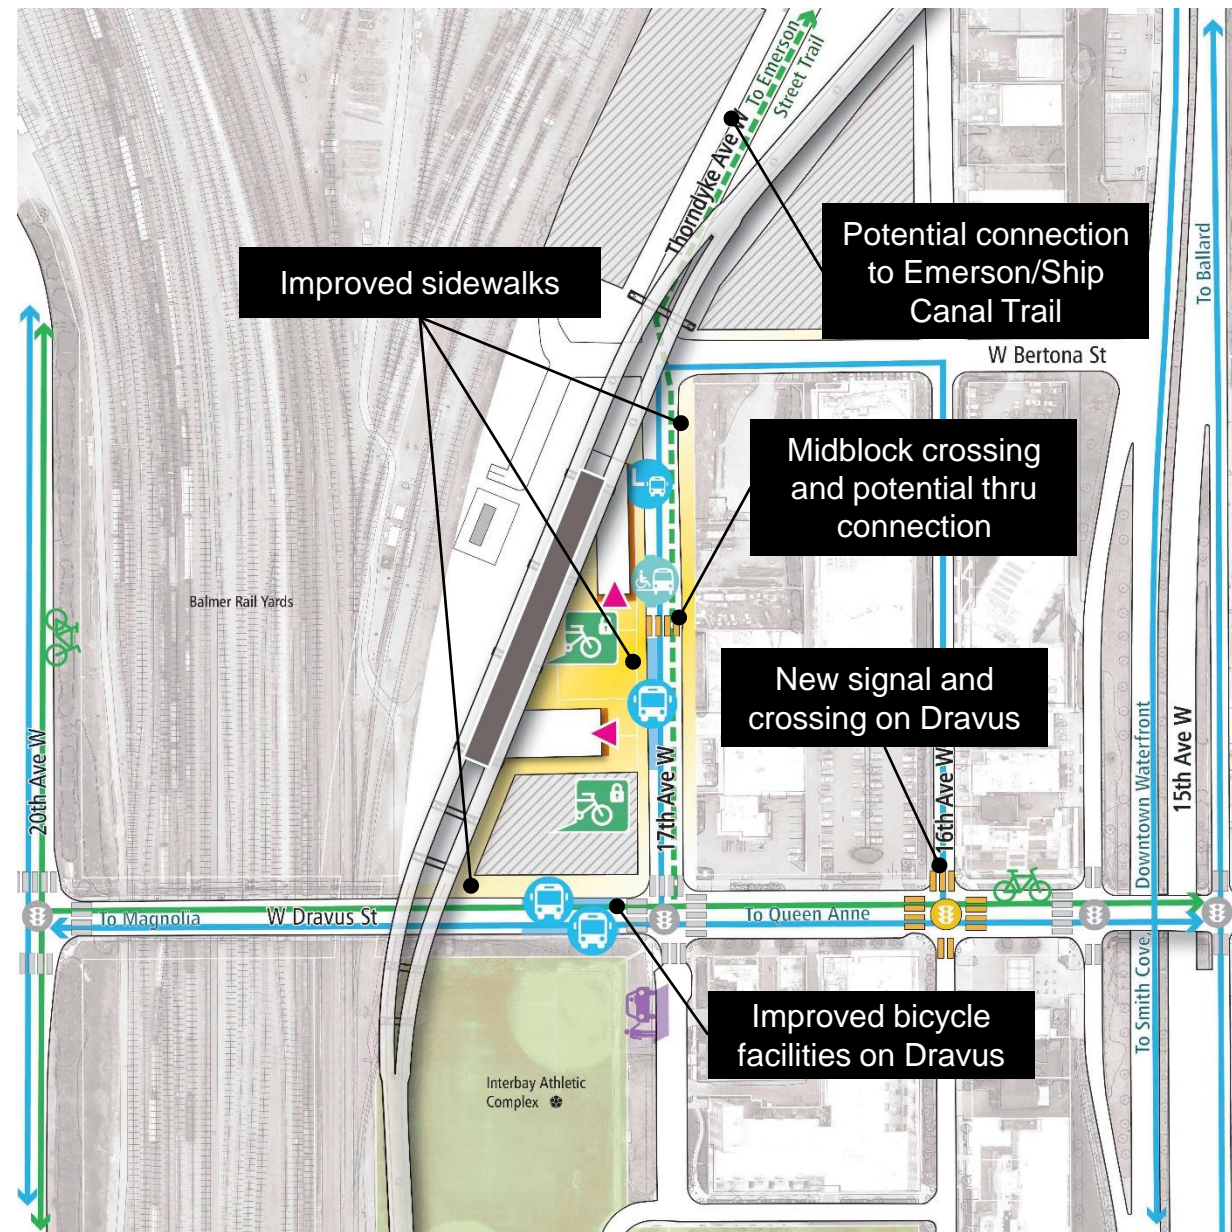 To Emerson
Street Trail
Thorndyke Ave W
To Ballard
Potential connection
to Emerson/Ship
Canal Trail
Improved sidewalks
W Bertona St
Midblock crossing
and potential thru
connection
L
Balmer Rail Yards
New signal and
crossing on Dravus
20th Ave W
17th Ave W
16th Ave W
Downtown Waterfront
15th Ave W
To Magnolia
W Dravus St
To Queen Anne
To Smith Cove,
Improved bicycle
facilities on Dravus
Interbay Athletic
Complex